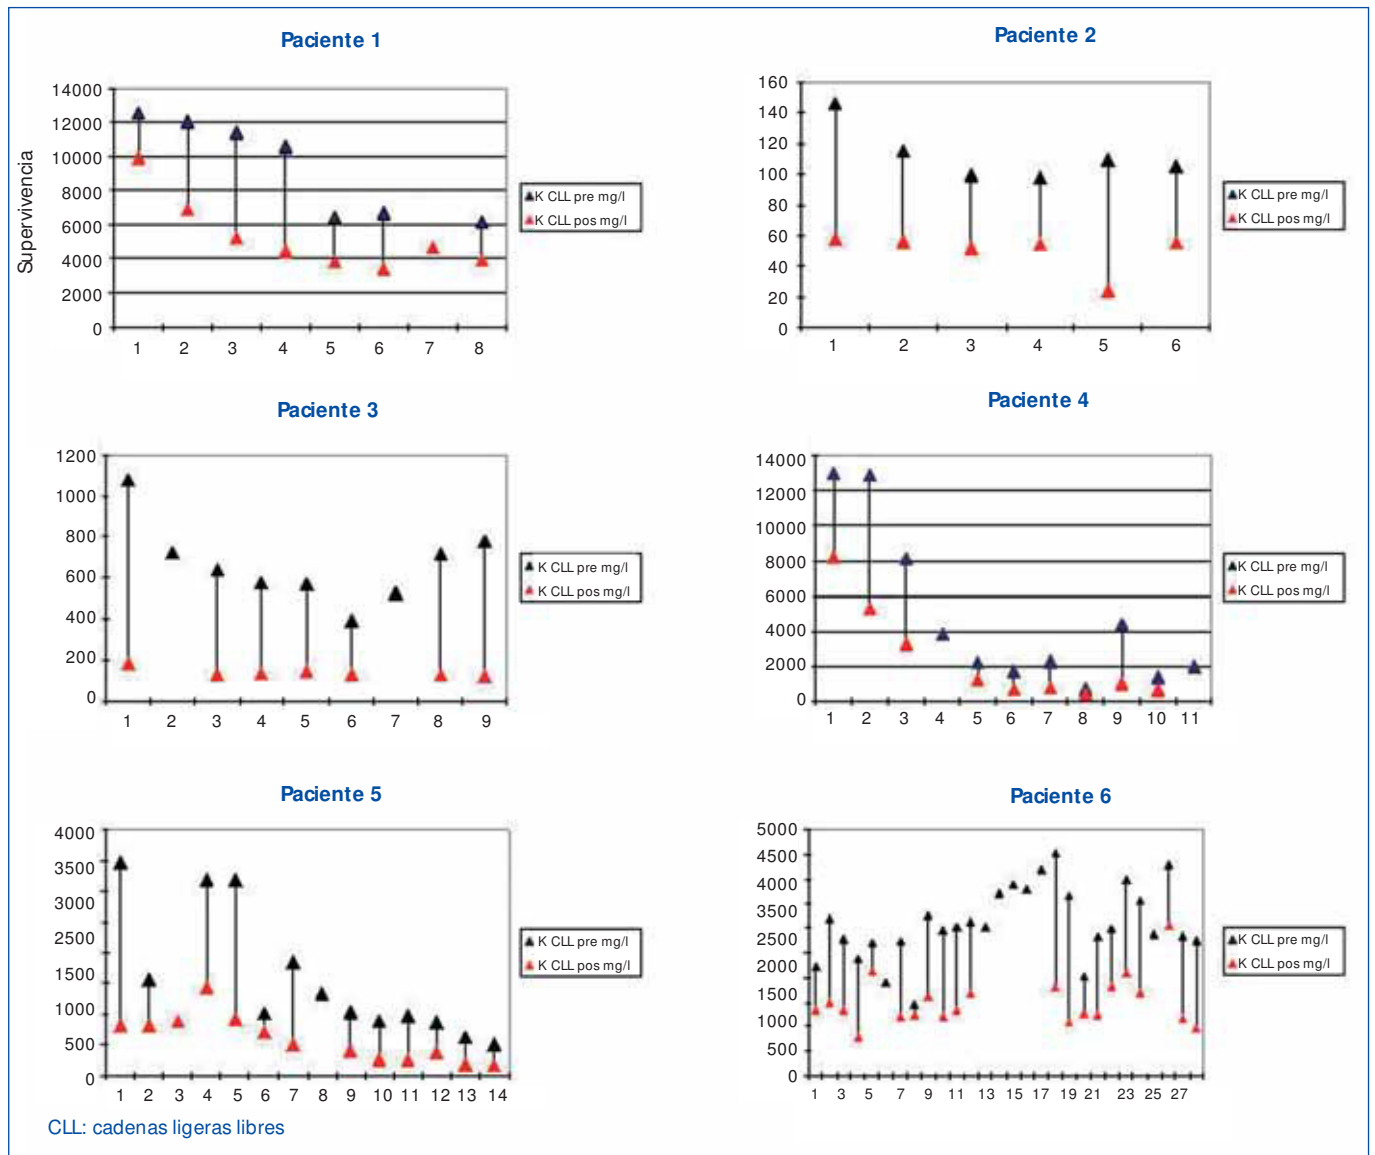 Paciente 1
Supervivencia
14000
12000
10000
8000
6000
4000
2000
0
1 2 3 4 5 6 7 8
K CLL pre mg/l
K CLL pos mg/l
Paciente 2
160
140
120
100
80
60
40
20
0
1 2 3 4 5 6
K CLL pre mg/l
K CLL pos mg/l
Paciente 3
1200
1000
800
600
400
200
0
1 2 3 4 5 6 7 8 9
K CLL pre mg/l
K CLL pos mg/l
Paciente 4
14000
12000
10000
8000
6000
4000
2000
0
1 2 3 4 5 6 7 8 9 10 11
K CLL pre mg/l
K CLL pos mg/l
Paciente 5
4000
3500
3000
2500
1500
1000
500
0
1 2 3 4 5 6 7 8 9 10 11 12 13 14
K CLL pre mg/l
K CLL pos mg/l
Paciente 6
5000
4500
4000
3500
2500
2000
1500
1000
500
0
1 3 5 7 9 11 13 15 17 19 21 23 25 27
K CLL pre mg/l
K CLL pos mg/l
CLL: cadenas ligeras libres